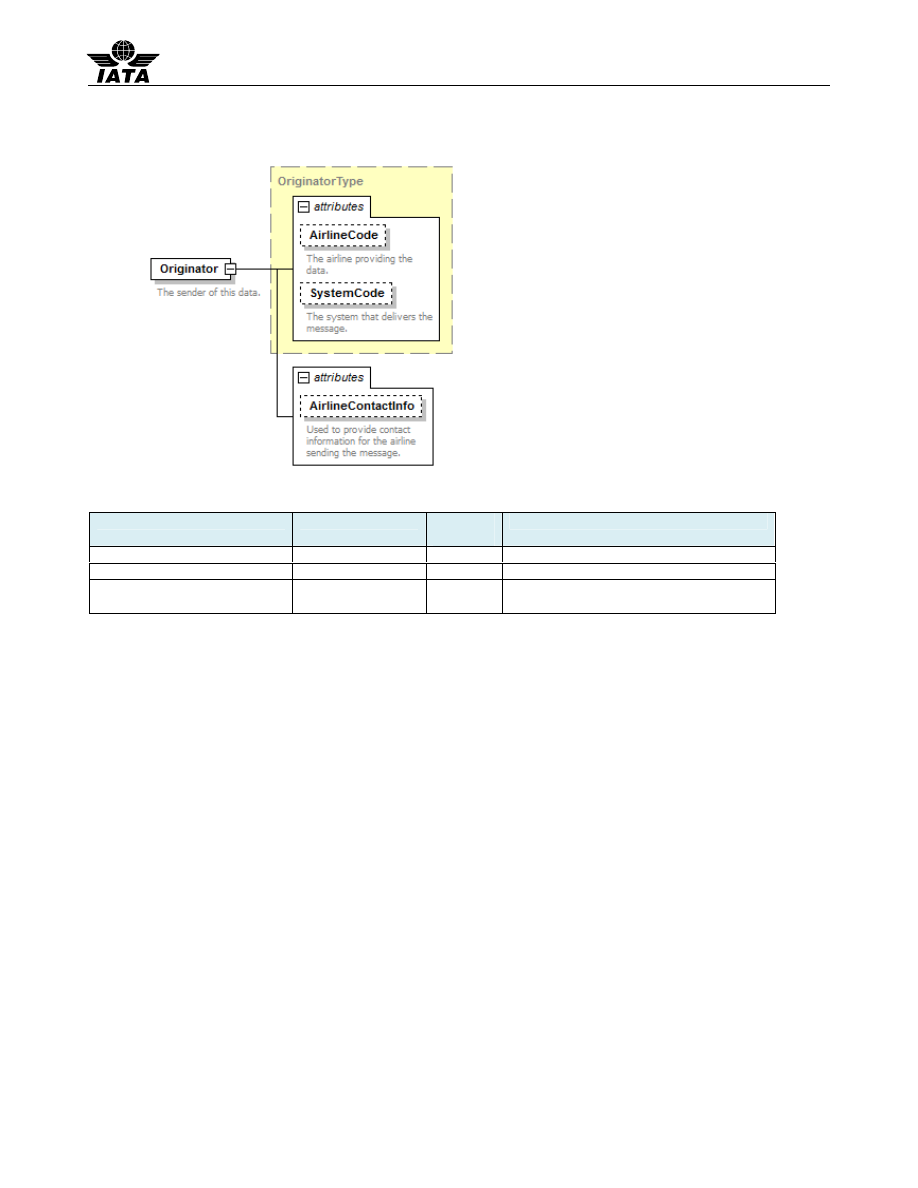 IATA
OriginatorType
attributes
AirlineCode
The airline providing the
data.
Originator
The sender of this data.
SystemCode
The system that delivers the
message.
attributes
AirlineContactInfo
Used to provide contact
information for the airline
sending the message.